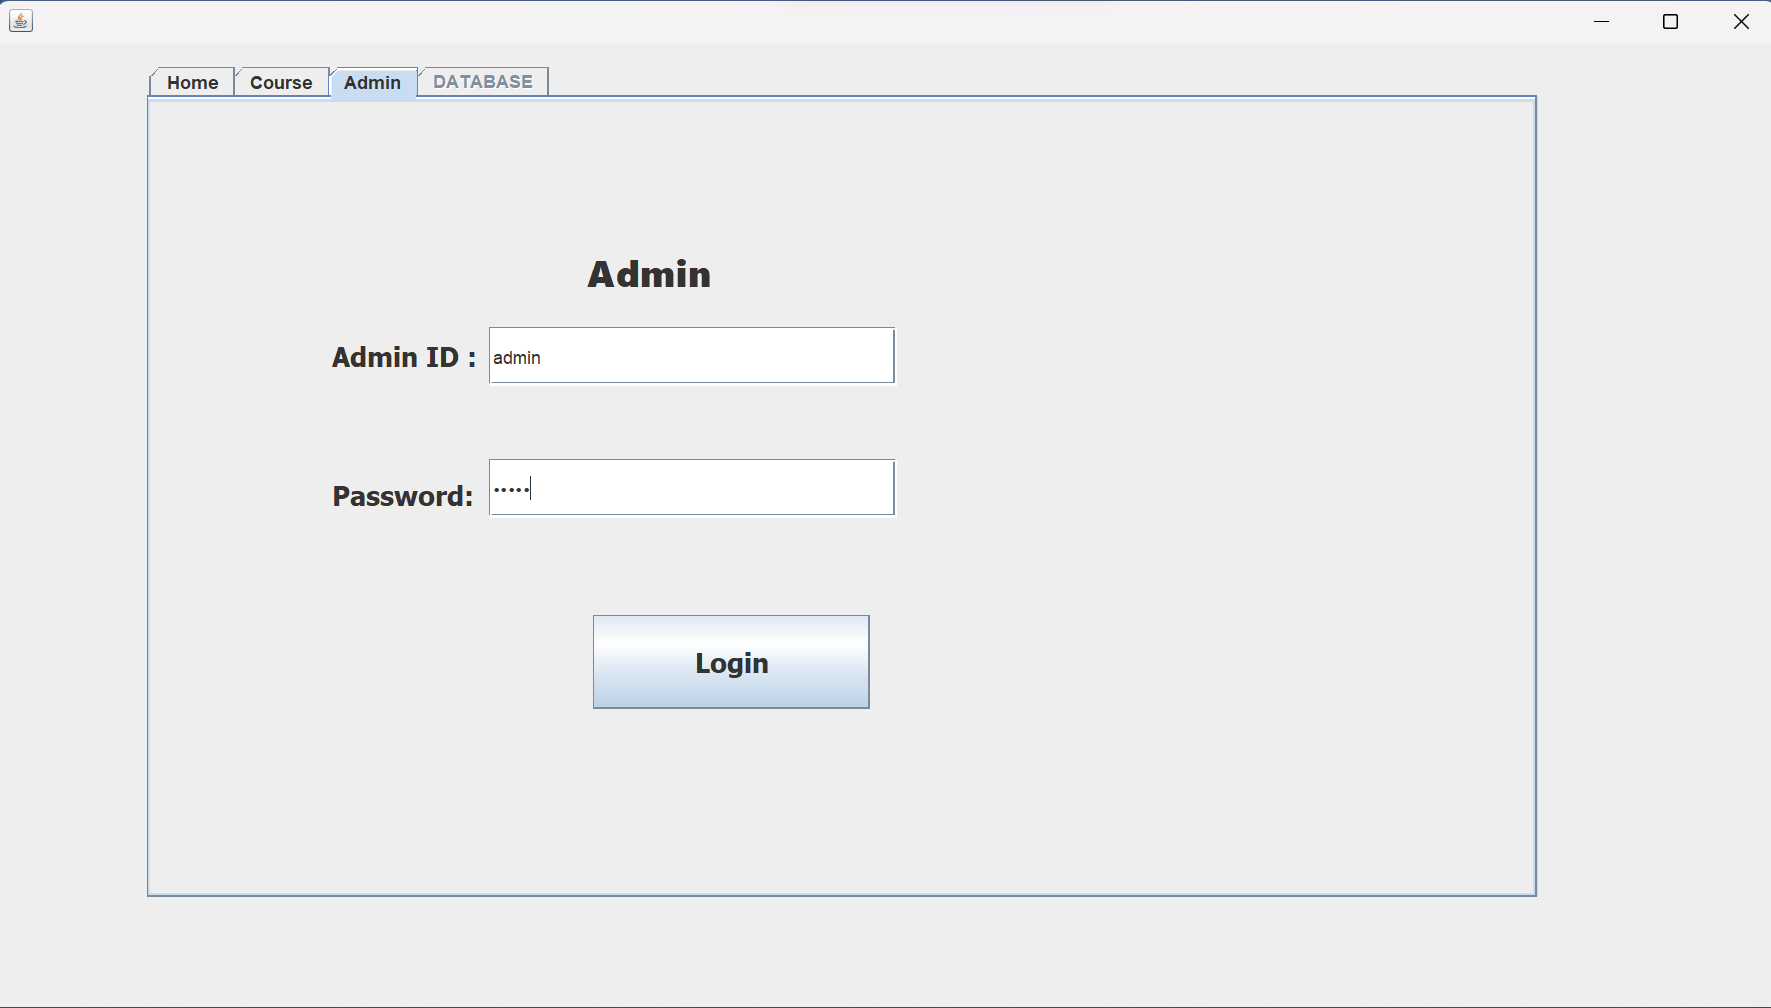 Home Course Admin DATABASE
Admin
Admin ID : admin
Password: •••••
Login